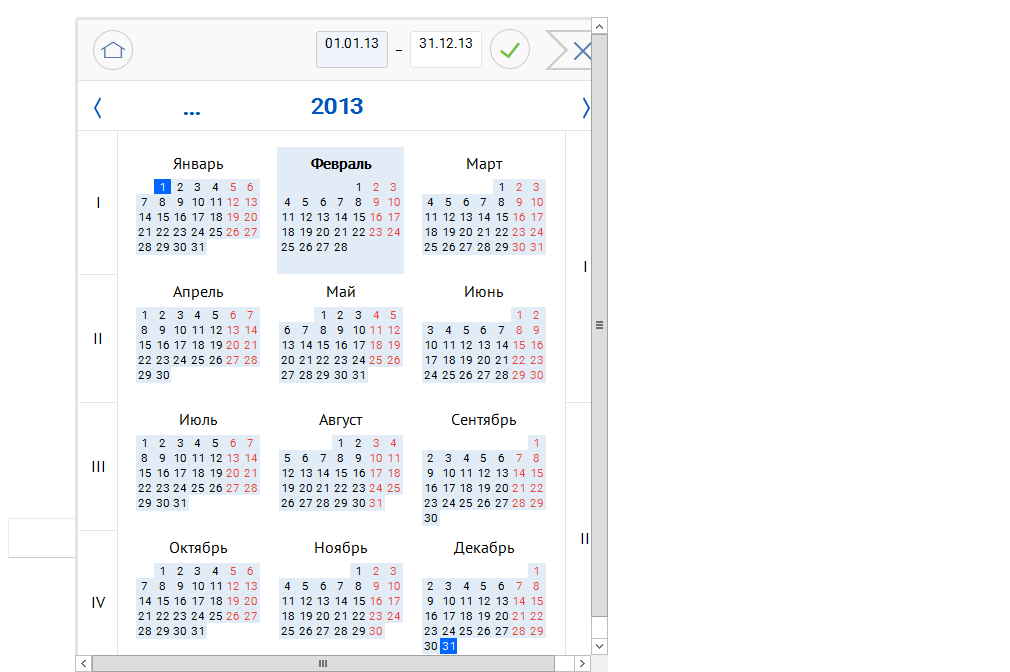 01.01.13 – 31.12.13
... 2013
I
Январь
1 2 3 4 5 6
7 8 9 10 11 12 13
14 15 16 17 18 19 20
21 22 23 24 25 26 27
28 29 30 31
Февраль
1 2 3
4 5 6 7 8 9 10
11 12 13 14 15 16 17
18 19 20 21 22 23 24
25 26 27 28
Март
1 2 3
4 5 6 7 8 9 10
11 12 13 14 15 16 17
18 19 20 21 22 23 24
25 26 27 28 29 30 31
I
II
Апрель
1 2 3 4 5 6 7
8 9 10 11 12 13 14
15 16 17 18 19 20 21
22 23 24 25 26 27 28
29 30
Май
1 2 3 4 5
6 7 8 9 10 11 12
13 14 15 16 17 18 19
20 21 22 23 24 25 26
27 28 29 30 31
Июнь
1 2
3 4 5 6 7 8 9
10 11 12 13 14 15 16
17 18 19 20 21 22 23
24 25 26 27 28 29 30
III
Июль
1 2 3 4 5 6 7
8 9 10 11 12 13 14
15 16 17 18 19 20 21
22 23 24 25 26 27 28
29 30 31
Август
1 2 3 4
5 6 7 8 9 10 11
12 13 14 15 16 17 18
19 20 21 22 23 24 25
26 27 28 29 30 31
Сентябрь
1
2 3 4 5 6 7 8
9 10 11 12 13 14 15
16 17 18 19 20 21 22
23 24 25 26 27 28 29
30
II
IV
Октябрь
1 2 3 4 5 6
7 8 9 10 11 12 13
14 15 16 17 18 19 20
21 22 23 24 25 26 27
28 29 30 31
Ноябрь
1 2 3
4 5 6 7 8 9 10
11 12 13 14 15 16 17
18 19 20 21 22 23 24
25 26 27 28 29 30
Декабрь
1
2 3 4 5 6 7 8
9 10 11 12 13 14 15
16 17 18 19 20 21 22
23 24 25 26 27 28 29
30 31